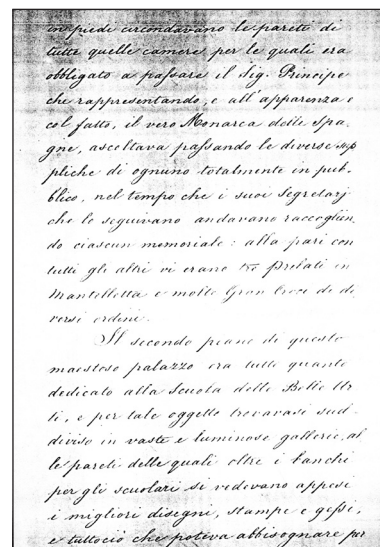 in piedi circondavano le pareti di
tutte quelle camere per le quali era
obbligato a passare il Sig. Principe
che rappresentando, e all'apparenza e
col fatto, il vero Monarca delle Spa-
gne, ascoltava passando le diverse sup
pliche di ognuno totalmente in pub-
blico, nel tempo che i suoi Segretarj
che lo seguivano andavano raccoglien-
do ciascun memoriale: alla pari con
tutti gli altri vi erano Prelati in
Mantelletta e molte Gran Croci di di
versi ordini.
Il secondo piano di questo
maestoso palazzo era tutto quanto
dedicato alla Scuola delle Belle Ar
ti, e per tale oggetto trovavasi sud-
diviso in vaste e luminose gallerie, al
le pareti delle quali oltre i banchi
per gli scuolari si vedevano appesi
i migliori disegni, stampe e gessi,
e tuttociò che poteva abbisognare per